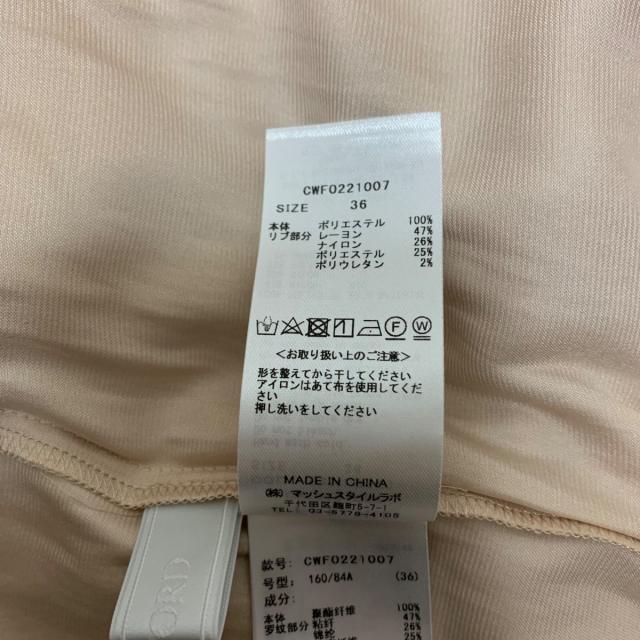 CWF0221007
SIZE 36
本体 ポリエステル 100%
リブ部分 レーヨン 47%
ナイロン 26%
ポリエステル 25%
ポリウレタン 2%
F W
<お取り扱い上のご注意>
形を整えてから干してください
アイロンはあて布を使用してくださ
い
押し洗いをしてください
MADE IN CHINA
(株)マッシュスタイルラボ
千代田区麹町5-7-1
TEL 03-5778-4105
ORD
款号: CWF0221007
号型: 160/84A (36)
成分:
本体 聚酯纤维 100%
罗纹部分 粘纤 47%
锦纶 26%
25%